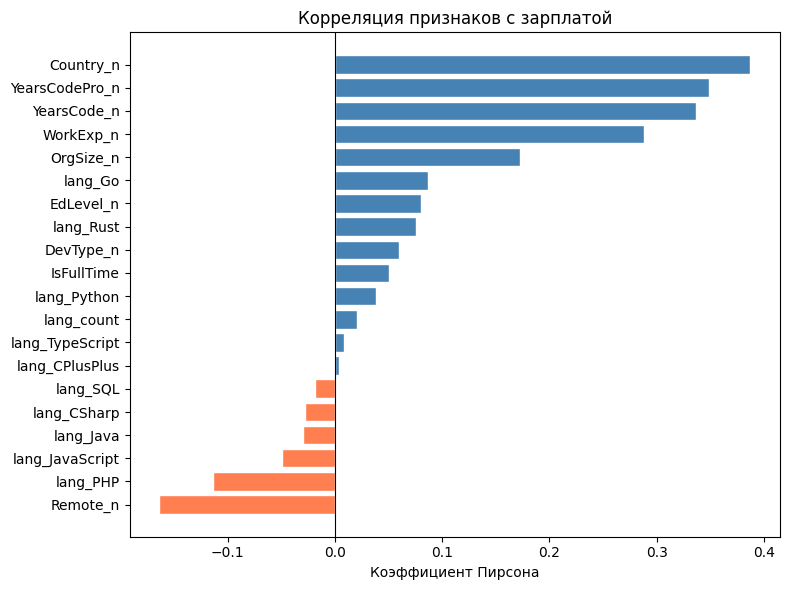 Корреляция признаков с зарплатой
Country_n
YearsCodePro_n
YearsCode_n
WorkExp_n
OrgSize_n
lang_Go
EdLevel_n
lang_Rust
DevType_n
IsFullTime
lang_Python
lang_count
lang_TypeScript
lang_CPlusPlus
lang_SQL
lang_CSharp
lang_Java
lang_JavaScript
lang_PHP
Remote_n
−0.1 0.0 0.1 0.2 0.3 0.4
Коэффициент Пирсона